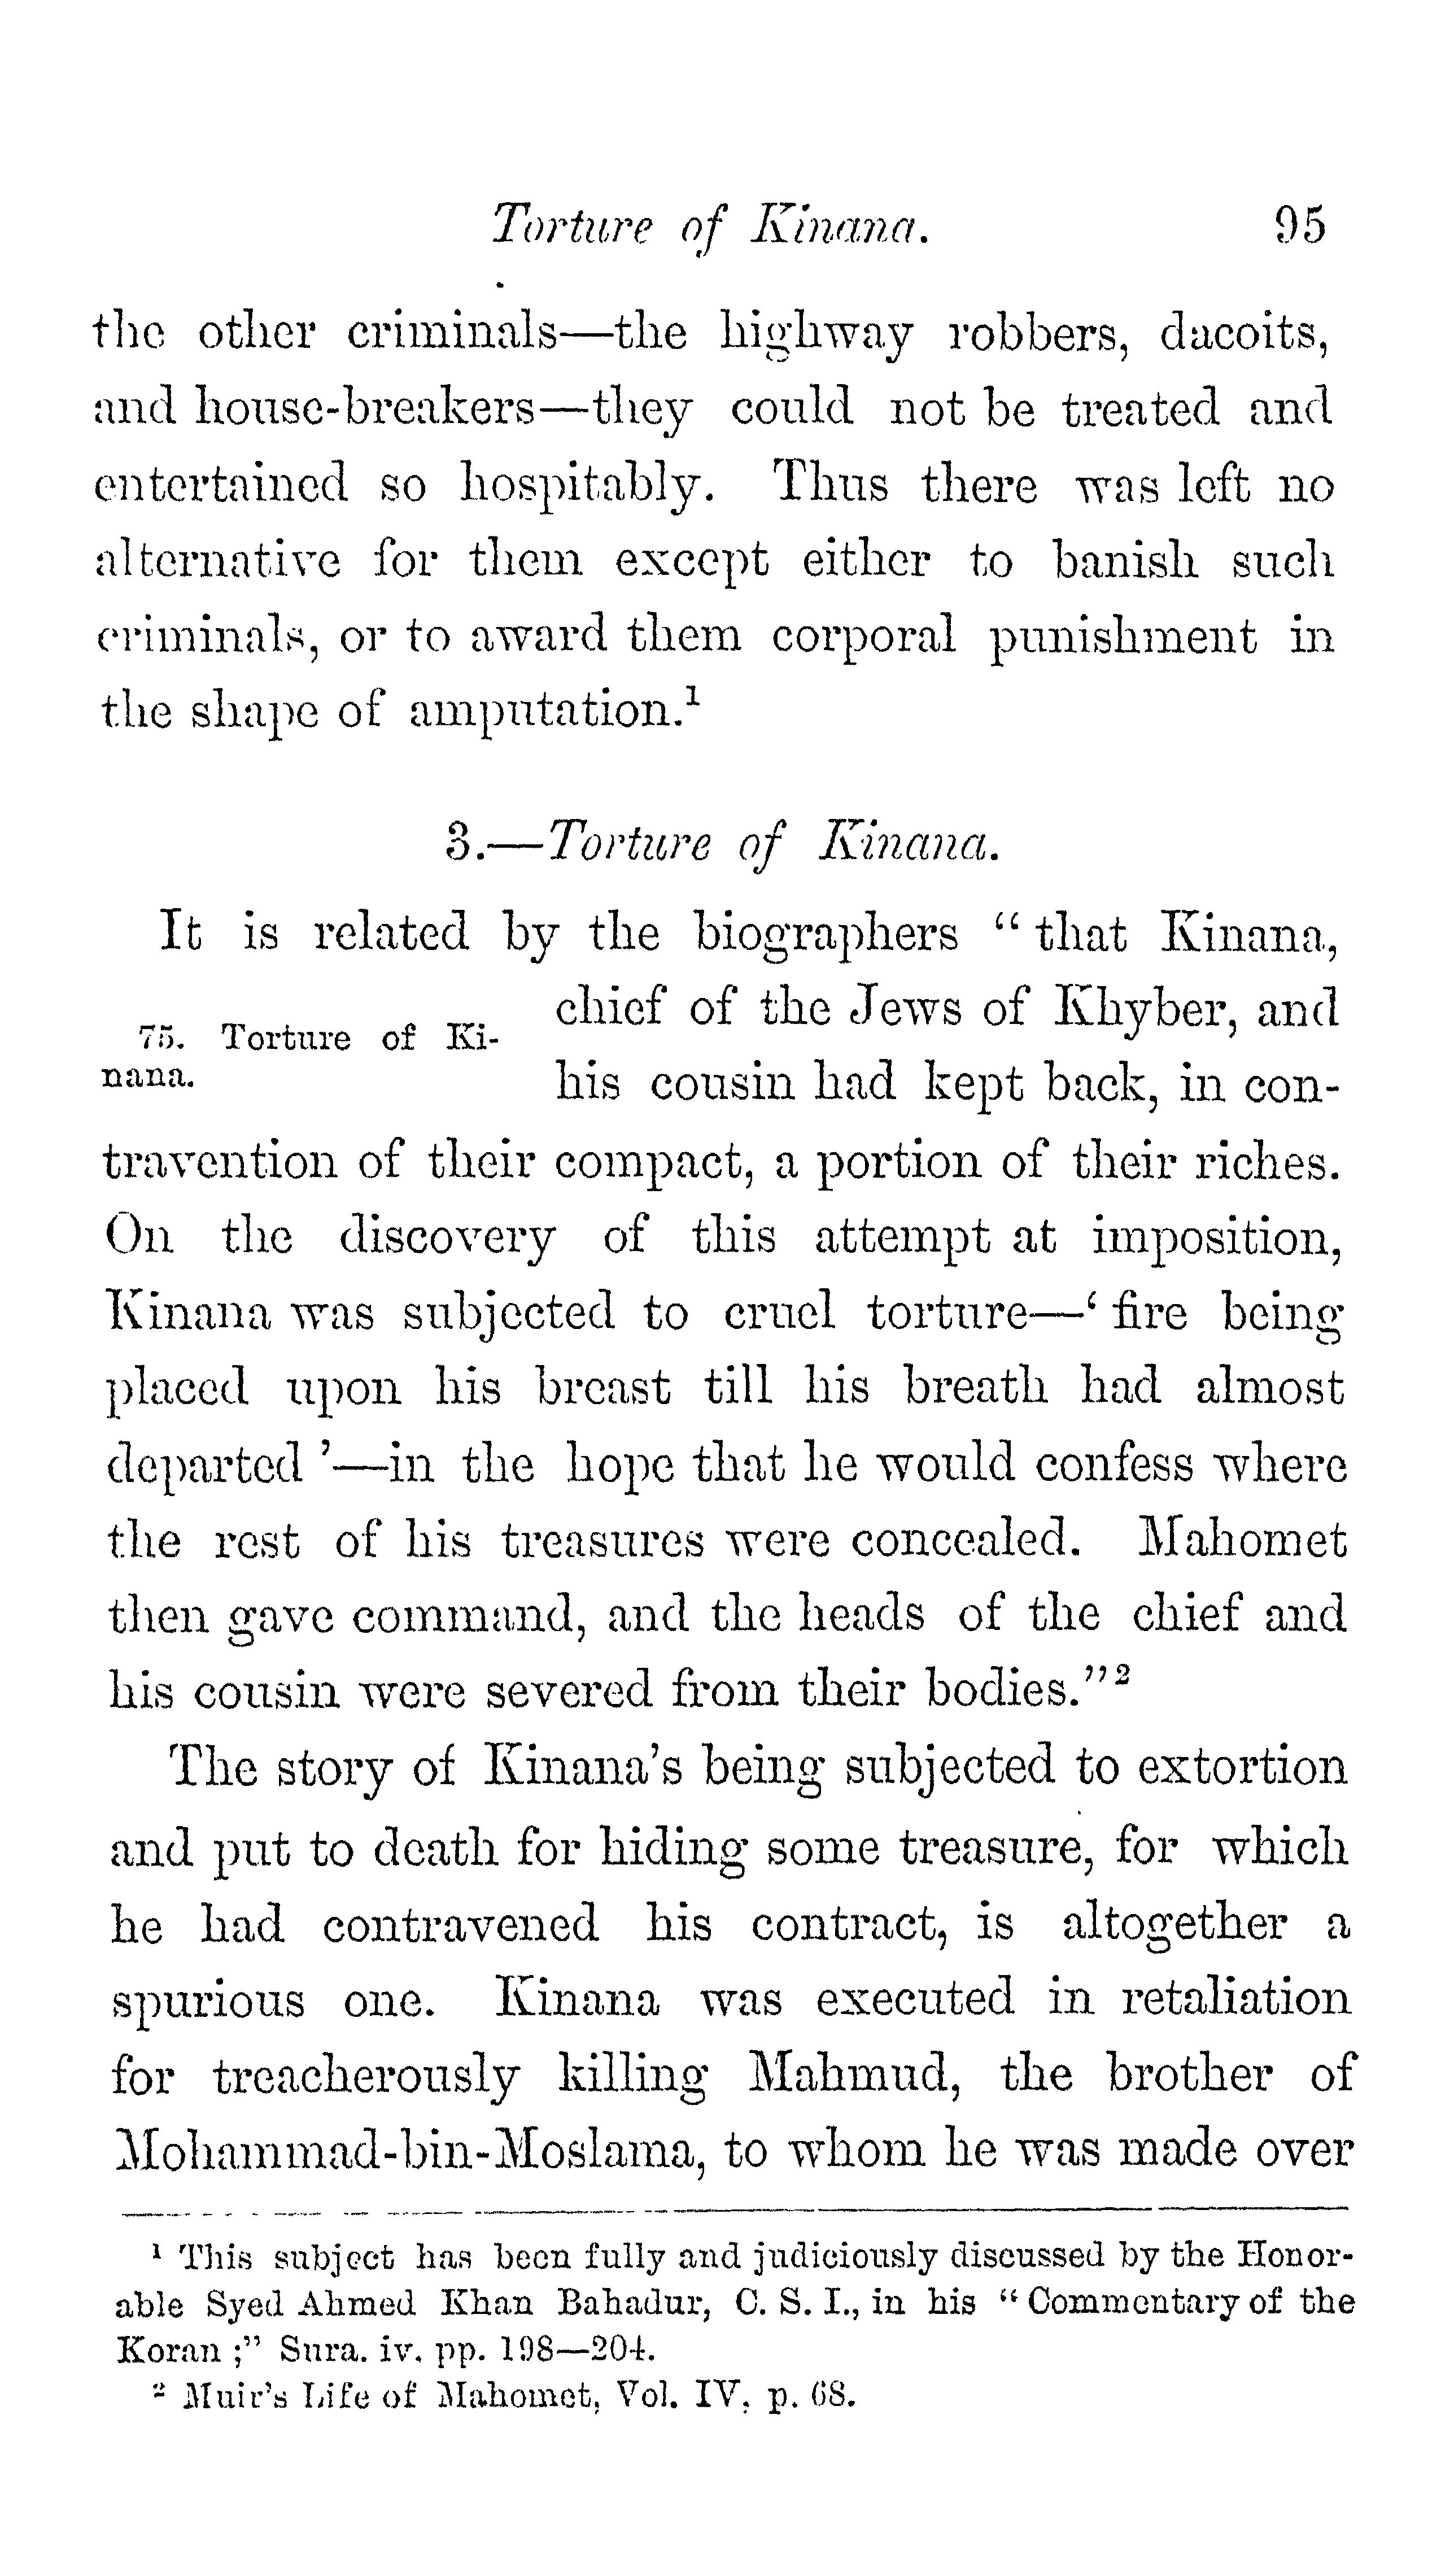 Torture of Kinana. 95
the other criminals—the highway robbers, dacoits,
and house-breakers—they could not be treated and
entertained so hospitably. Thus there was left no
alternative for them except either to banish such
criminals, or to award them corporal punishment in
the shape of amputation.¹
3.—Torture of Kinana.
It is related by the biographers “ that Kinana,
75. Torture of Ki-
nana.
chief of the Jews of Khyber, and
his cousin had kept back, in con-
travention of their compact, a portion of their riches.
On the discovery of this attempt at imposition,
Kinana was subjected to cruel torture—‘ fire being
placed upon his breast till his breath had almost
departed ’—in the hope that he would confess where
the rest of his treasures were concealed. Mahomet
then gave command, and the heads of the chief and
his cousin were severed from their bodies.”²
The story of Kinana’s being subjected to extortion
and put to death for hiding some treasure, for which
he had contravened his contract, is altogether a
spurious one. Kinana was executed in retaliation
for treacherously killing Mahmud, the brother of
Mohammad-bin-Moslama, to whom he was made over
¹ This subject has been fully and judiciously discussed by the Honor-
able Syed Ahmed Khan Bahadur, C. S. I., in his “ Commentary of the
Koran ;” Sura. iv. pp. 198—204.
² Muir’s Life of Mahomet, Vol. IV, p. 68.